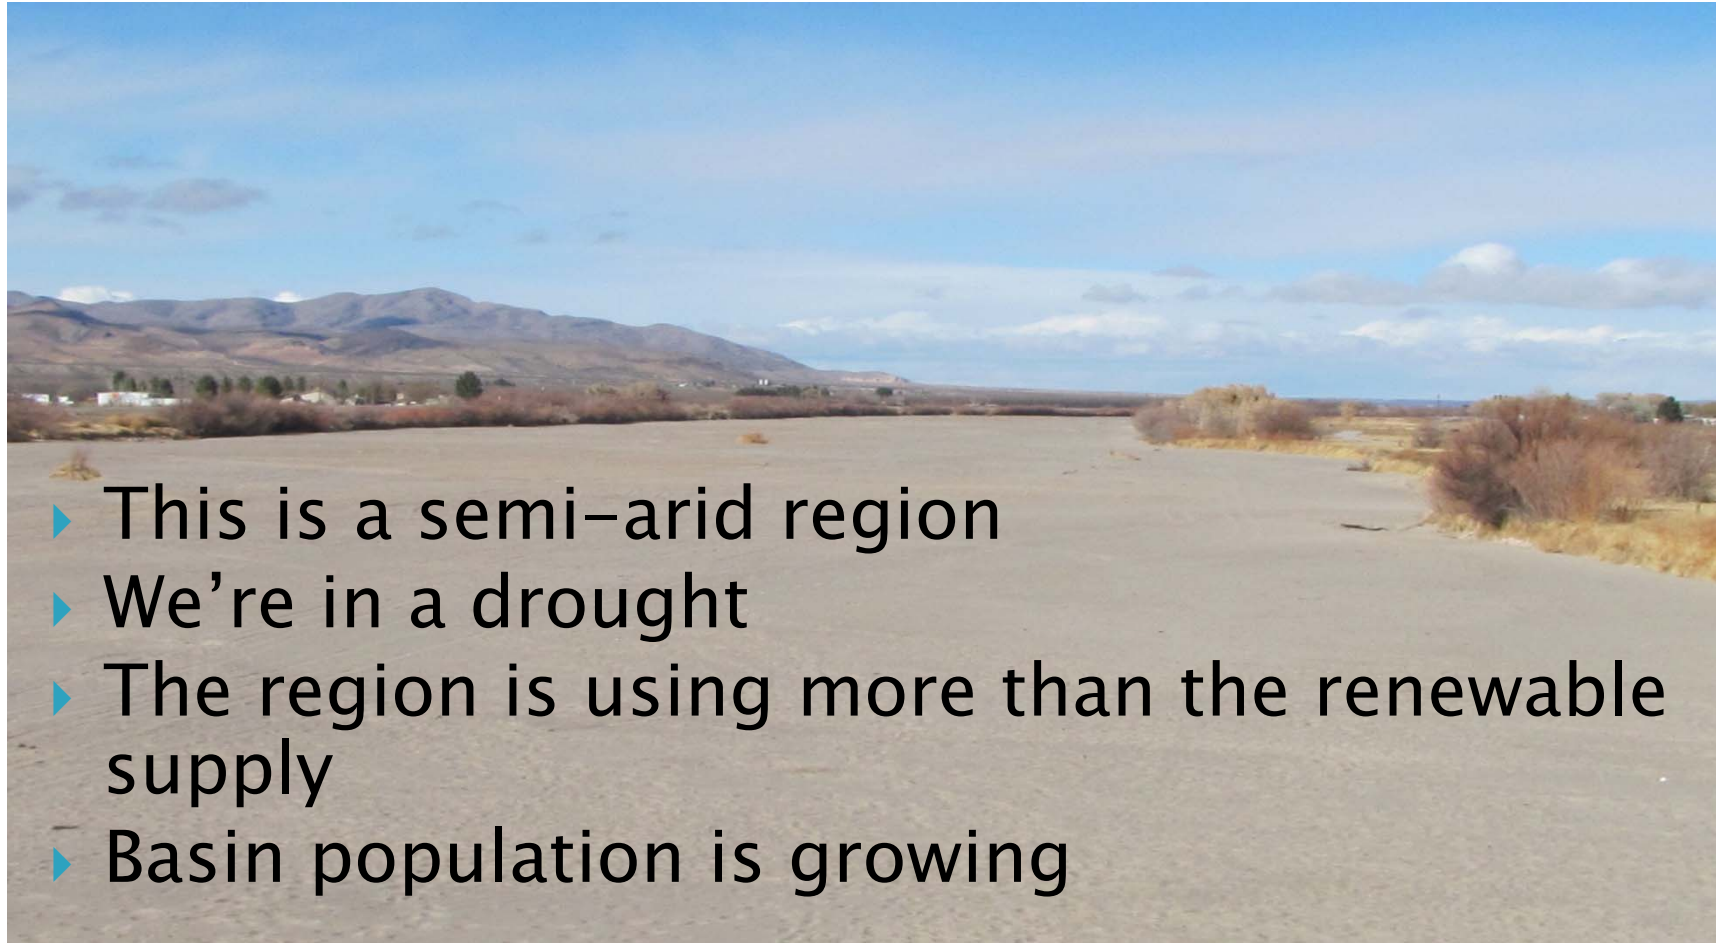 This is a semi-arid region
We’re in a drought
The region is using more than the renewable
supply
Basin population is growing